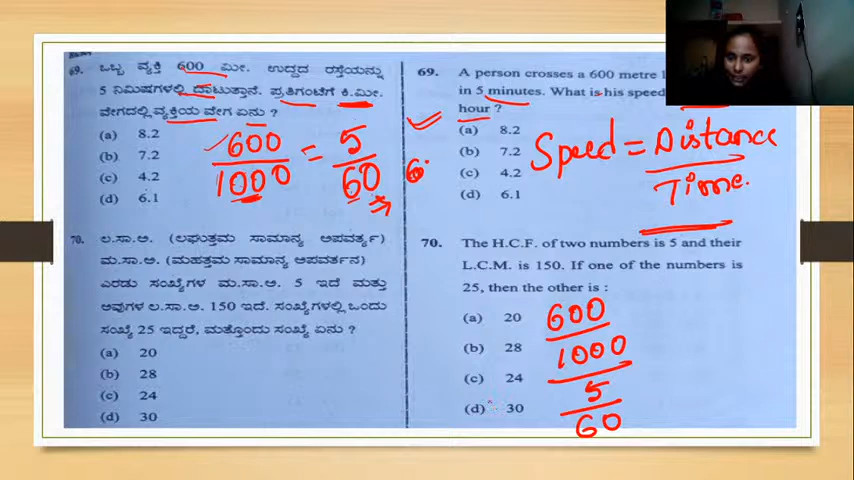 69. ಒಬ್ಬ ವ್ಯಕ್ತಿ 600 ಮೀ. ಉದ್ದದ ರಸ್ತೆಯನ್ನು
5 ನಿಮಿಷಗಳಲ್ಲಿ ದಾಟುತ್ತಾನೆ. ಪ್ರತಿಗಂಟೆಗೆ ಕಿ.ಮೀ.
ವೇಗದಲ್ಲಿ ವ್ಯಕ್ತಿಯ ವೇಗ ಏನು ?
(a) 8.2
(b) 7.2
(c) 4.2
(d) 6.1
600/1000 = 5/60
6
70. ಲ.ಸಾ.ಅ. (ಲಘುತ್ತಮ ಸಾಮಾನ್ಯ ಅಪವರ್ತ್ಯ)
ಮ.ಸಾ.ಅ. (ಮಹತ್ತಮ ಸಾಮಾನ್ಯ ಅಪವರ್ತನ)
ಎರಡು ಸಂಖ್ಯೆಗಳ ಮ.ಸಾ.ಅ. 5 ಇದೆ ಮತ್ತು
ಅವುಗಳ ಲ.ಸಾ.ಅ. 150 ಇದೆ. ಸಂಖ್ಯೆಗಳಲ್ಲಿ ಒಂದು
ಸಂಖ್ಯೆ 25 ಇದ್ದರೆ, ಮತ್ತೊಂದು ಸಂಖ್ಯೆ ಏನು ?
(a) 20
(b) 28
(c) 24
(d) 30
69. A person crosses a 600 metre
in 5 minutes. What is his speed
hour ?
(a) 8.2
(b) 7.2
(c) 4.2
(d) 6.1
Speed = Distance
Time.
70. The H.C.F. of two numbers is 5 and their
L.C.M. is 150. If one of the numbers is
25, then the other is :
(a) 20
(b) 28
(c) 24
(d) 30
600
1000
5
60